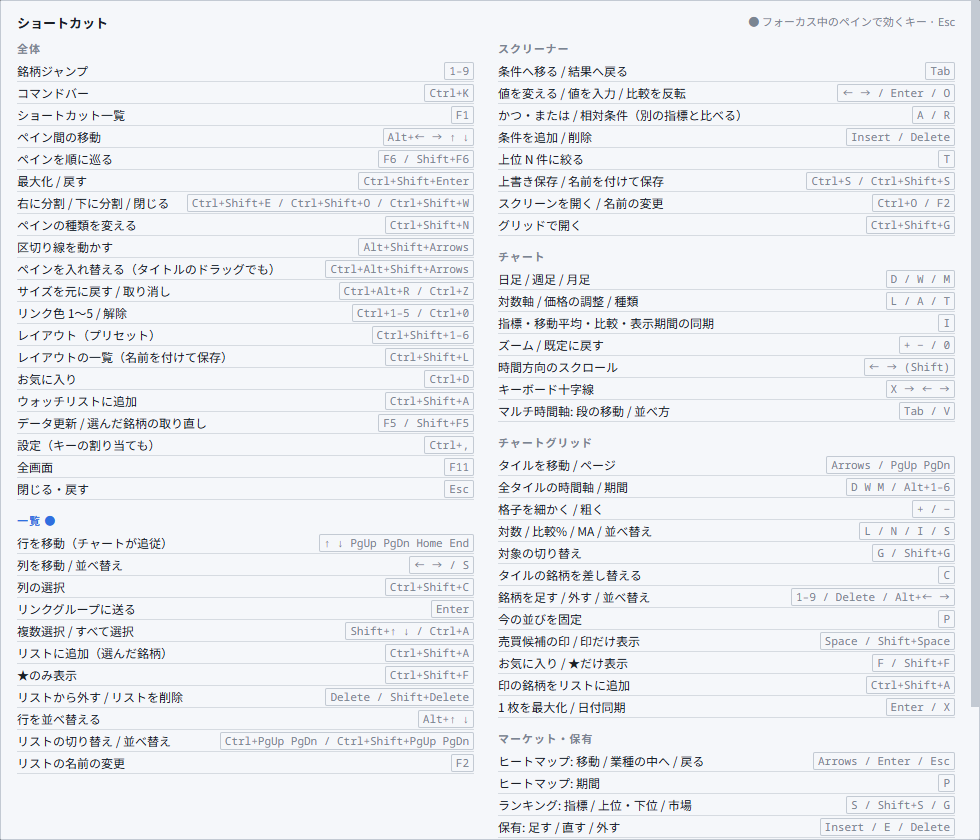 ショートカット
● フォーカス中のペインで効くキー・Esc
全体
銘柄ジャンプ 1-9
コマンドバー Ctrl+K
ショートカット一覧 F1
ペイン間の移動 Alt+← → ↑ ↓
ペインを順に巡る F6 / Shift+F6
最大化 / 戻す Ctrl+Shift+Enter
右に分割 / 下に分割 / 閉じる Ctrl+Shift+E / Ctrl+Shift+O / Ctrl+Shift+W
ペインの種類を変える Ctrl+Shift+N
区切り線を動かす Alt+Shift+Arrows
ペインを入れ替える（タイトルのドラッグでも） Ctrl+Alt+Shift+Arrows
サイズを元に戻す / 取り消し Ctrl+Alt+R / Ctrl+Z
リンク色 1〜5 / 解除 Ctrl+1-5 / Ctrl+0
レイアウト（プリセット） Ctrl+Shift+1-6
レイアウトの一覧（名前を付けて保存） Ctrl+Shift+L
お気に入り Ctrl+D
ウォッチリストに追加 Ctrl+Shift+A
データ更新 / 選んだ銘柄の取り直し F5 / Shift+F5
設定（キーの割り当ても） Ctrl+,
全画面 F11
閉じる・戻す Esc
一覧 ●
行を移動（チャートが追従） ↑ ↓ PgUp PgDn Home End
列を移動 / 並べ替え ← → / S
列の選択 Ctrl+Shift+C
リンクグループに送る Enter
複数選択 / すべて選択 Shift+↑ ↓ / Ctrl+A
リストに追加（選んだ銘柄） Ctrl+Shift+A
★のみ表示 Ctrl+Shift+F
リストから外す / リストを削除 Delete / Shift+Delete
行を並べ替える Alt+↑ ↓
リストの切り替え / 並べ替え Ctrl+PgUp PgDn / Ctrl+Shift+PgUp PgDn
リストの名前の変更 F2
スクリーナー
条件へ移る / 結果へ戻る Tab
値を変える / 値を入力 / 比較を反転 ← → / Enter / O
かつ・または / 相対条件（別の指標と比べる） A / R
条件を追加 / 削除 Insert / Delete
上位 N 件に絞る T
上書き保存 / 名前を付けて保存 Ctrl+S / Ctrl+Shift+S
スクリーンを開く / 名前の変更 Ctrl+O / F2
グリッドで開く Ctrl+Shift+G
チャート
日足 / 週足 / 月足 D / W / M
対数軸 / 価格の調整 / 種類 L / A / T
指標・移動平均・比較・表示期間の同期 I
ズーム / 既定に戻す + − / 0
時間方向のスクロール ← → (Shift)
キーボード十字線 X → ← →
マルチ時間軸: 段の移動 / 並べ方 Tab / V
チャートグリッド
タイルを移動 / ページ Arrows / PgUp PgDn
全タイルの時間軸 / 期間 D W M / Alt+1-6
格子を細かく / 粗く + / −
対数 / 比較% / MA / 並べ替え L / N / I / S
対象の切り替え G / Shift+G
タイルの銘柄を差し替える C
銘柄を足す / 外す / 並べ替え 1-9 / Delete / Alt+← →
今の並びを固定 P
売買候補の印 / 印だけ表示 Space / Shift+Space
お気に入り / ★だけ表示 F / Shift+F
印の銘柄をリストに追加 Ctrl+Shift+A
1 枚を最大化 / 日付同期 Enter / X
マーケット・保有
ヒートマップ: 移動 / 業種の中へ / 戻る Arrows / Enter / Esc
ヒートマップ: 期間 P
ランキング: 指標 / 上位・下位 / 市場 S / Shift+S / G
保有: 足す / 直す / 外す Insert / E / Delete